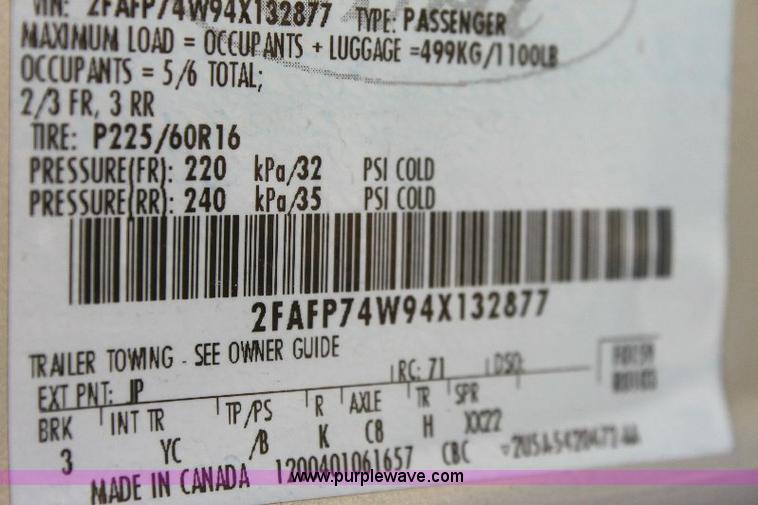 VIN: 2FAFP74W94X132877 TYPE: PASSENGER
MAXIMUM LOAD = OCCUPANTS + LUGGAGE =499KG/1100LB
OCCUPANTS = 5/6 TOTAL;
2/3 FR, 3 RR
TIRE: P225/60R16
PRESSURE(FR): 220 kPa/32 PSI COLD
PRESSURE(RR): 240 kPa/35 PSI COLD
2FAFP74W94X132877
TRAILER TOWING - SEE OWNER GUIDE
EXT PNT: JP RC: 71 DSO:
BRK INT TR TP/PS R AXLE TR SPR
3 YC /B K C8 H XX22
MADE IN CANADA 1200401061657 CBC
www.purplewave.com